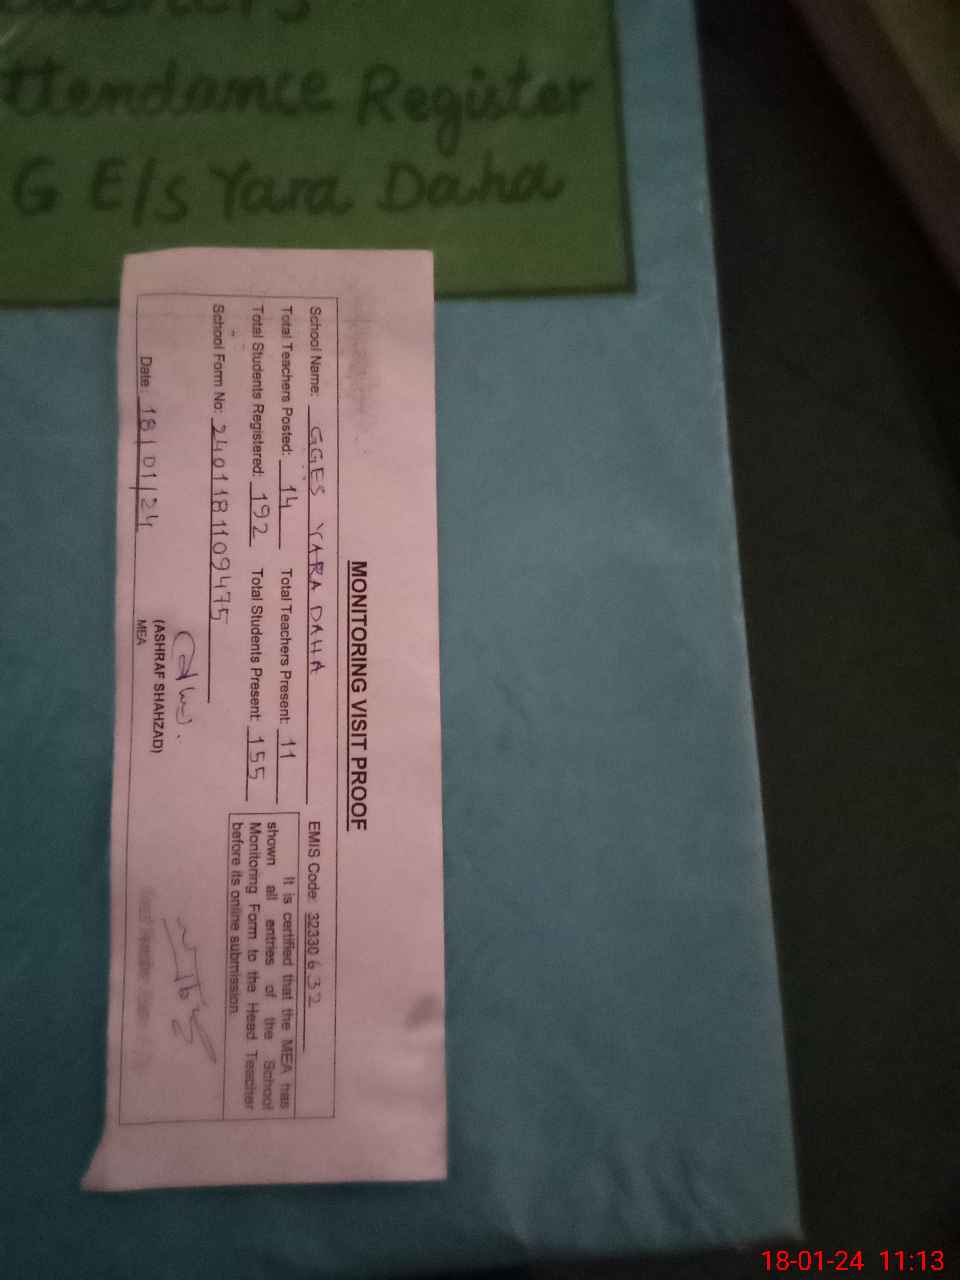 Attendance Register
G E/s Yara Daha
MONITORING VISIT PROOF
School Name: GGES YARA DAHA EMIS Code: 32330632
Total Teachers Posted: 14 Total Teachers Present: 11
Total Students Registered: 192 Total Students Present: 155
It is certified that the MEA has
shown all entries of the School
Monitoring Form to the Head Teacher
before its online submission.
School Form No: 2401181109475
Date: 18/01/24
(ASHRAF SHAHZAD)
MEA
18-01-24 11:13